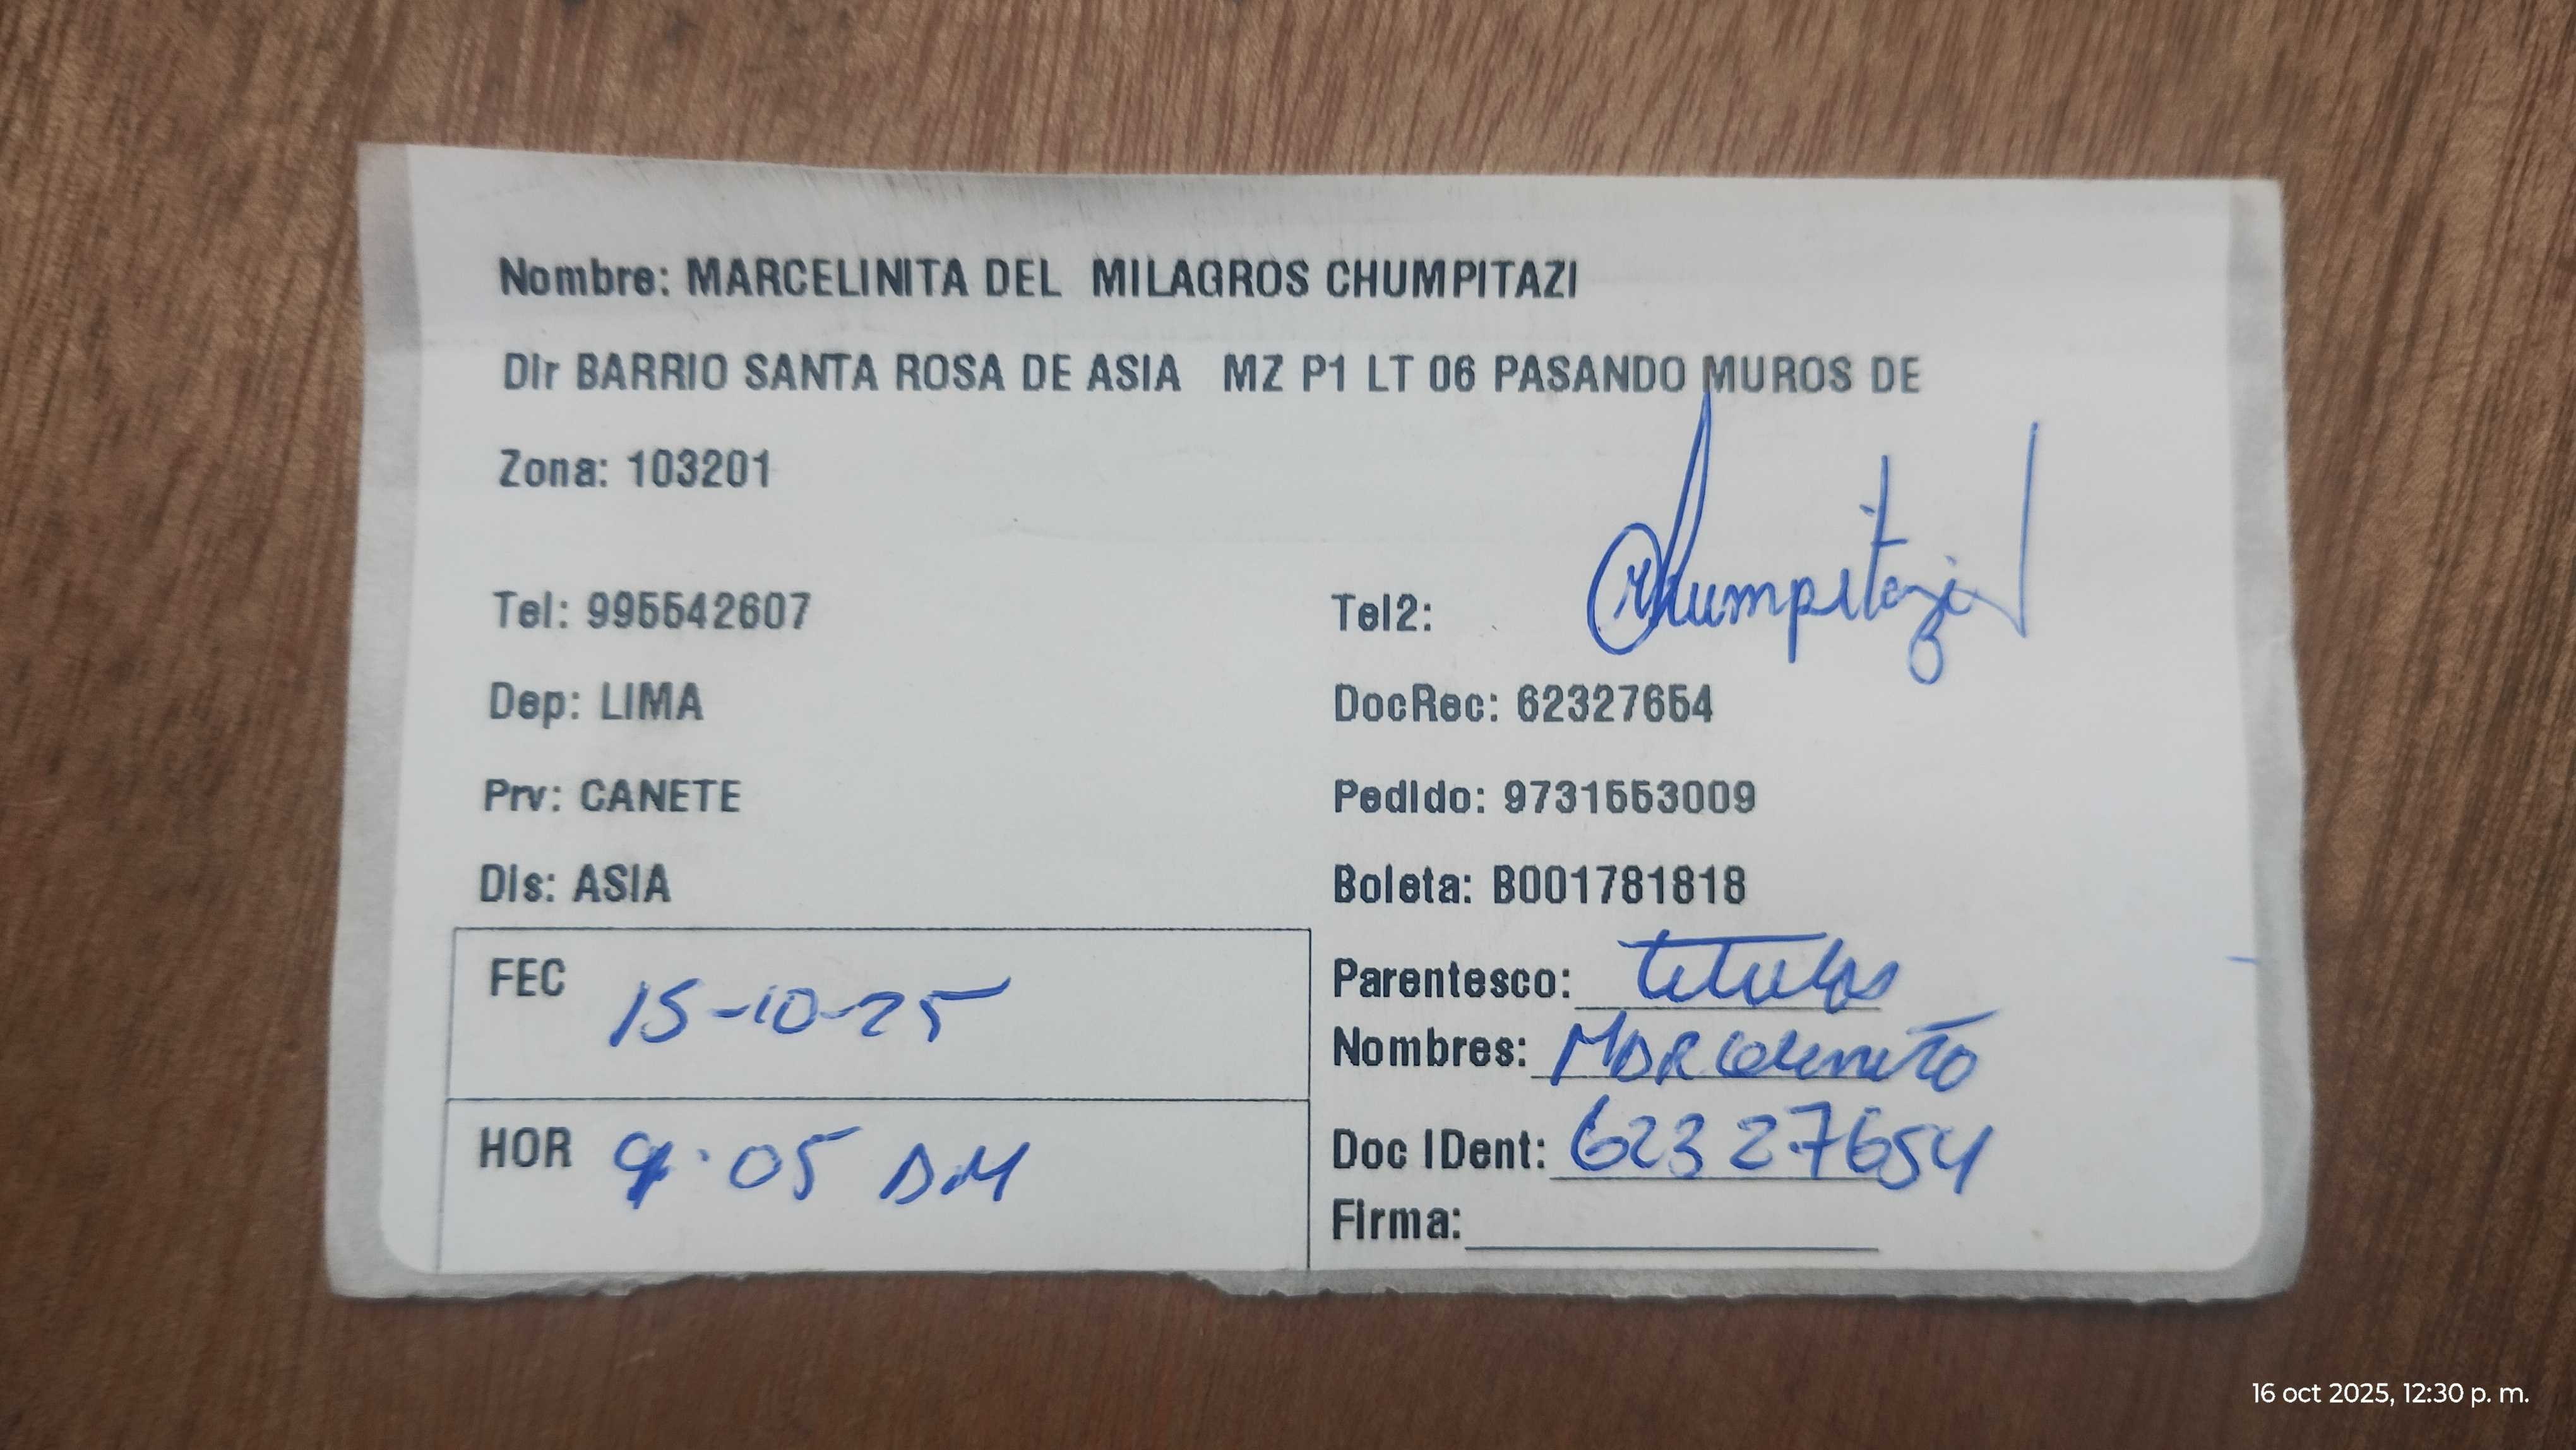 Nombre: MARCELINITA DEL MILAGROS CHUMPITAZI
Dir BARRIO SANTA ROSA DE ASIA MZ P1 LT 06 PASANDO MUROS DE
Zona: 103201
Chumpitazi
Tel: 995542607
Tel2:
Dep: LIMA
DocRec: 62327654
Prv: CANETE
Pedido: 9731553009
Dis: ASIA
Boleta: B001781818
FEC 15-10-25
Parentesco: titular
Nombres: Marcelinita
HOR 9:05 AM
Doc IDent: 62327654
Firma:
16 oct 2025, 12:30 p. m.